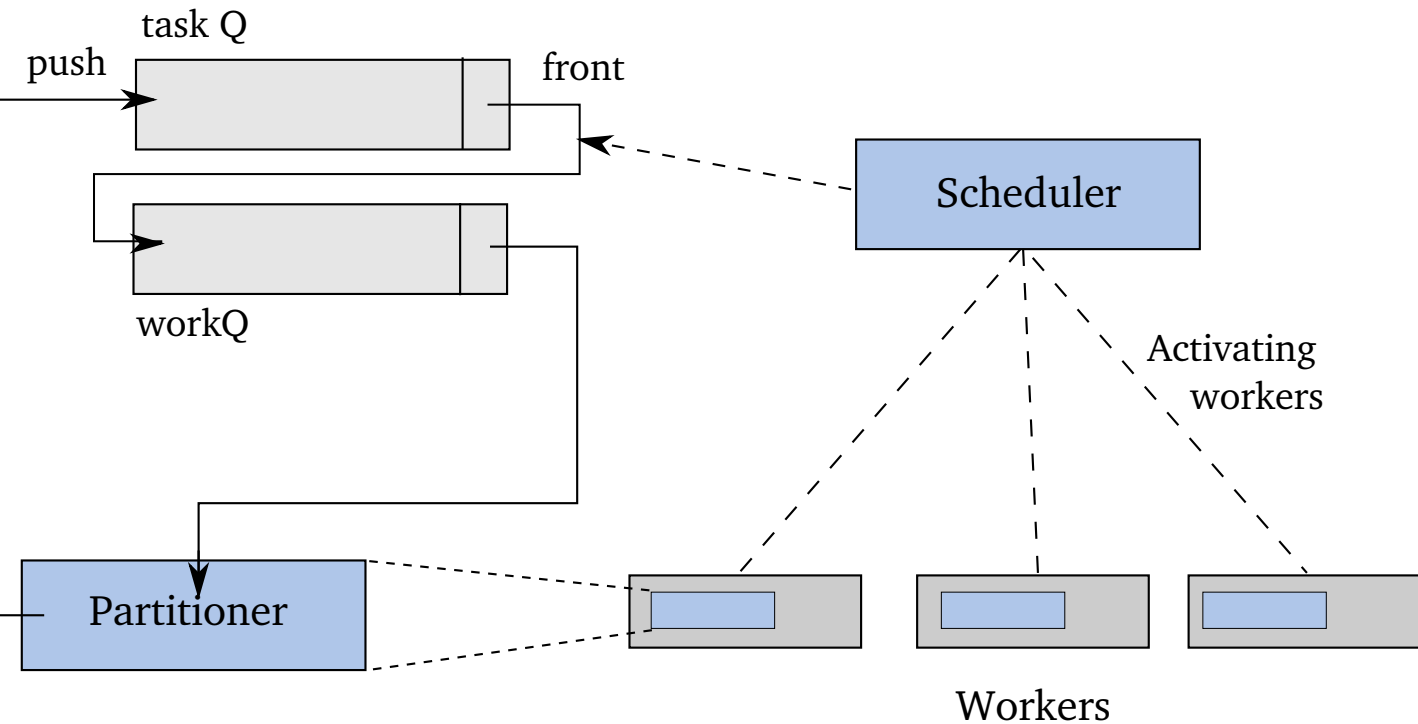 task Q
push
front
Scheduler
workQ
Activating
workers
Partitioner
Workers